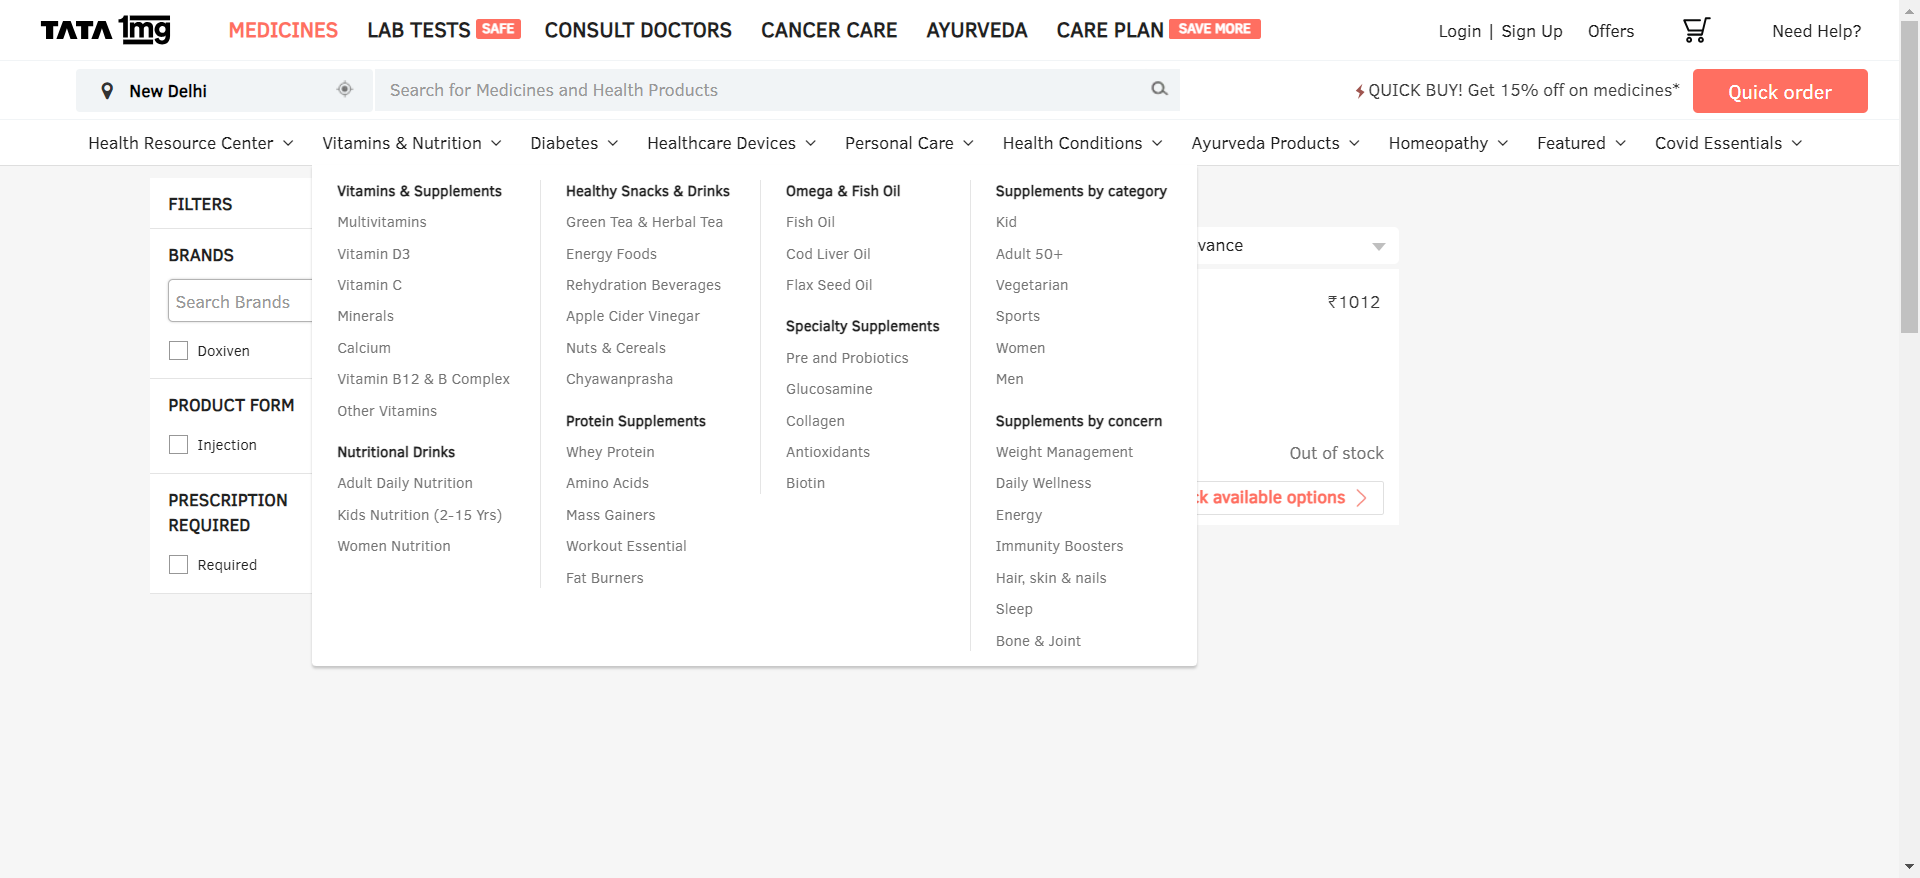 TATA 1mg
MEDICINES
LAB TESTS SAFE
CONSULT DOCTORS
CANCER CARE
AYURVEDA
CARE PLAN SAVE MORE
Login | Sign Up
Offers
Need Help?
New Delhi
Search for Medicines and Health Products
QUICK BUY! Get 15% off on medicines*
Quick order
Health Resource Center
Vitamins & Nutrition
Diabetes
Healthcare Devices
Personal Care
Health Conditions
Ayurveda Products
Homeopathy
Featured
Covid Essentials
FILTERS
BRANDS
Search Brands
Doxiven
PRODUCT FORM
Injection
PRESCRIPTION
REQUIRED
Required
Vitamins & Supplements
Multivitamins
Vitamin D3
Vitamin C
Minerals
Calcium
Vitamin B12 & B Complex
Other Vitamins
Nutritional Drinks
Adult Daily Nutrition
Kids Nutrition (2-15 Yrs)
Women Nutrition
Healthy Snacks & Drinks
Green Tea & Herbal Tea
Energy Foods
Rehydration Beverages
Apple Cider Vinegar
Nuts & Cereals
Chyawanprasha
Protein Supplements
Whey Protein
Amino Acids
Mass Gainers
Workout Essential
Fat Burners
Omega & Fish Oil
Fish Oil
Cod Liver Oil
Flax Seed Oil
Specialty Supplements
Pre and Probiotics
Glucosamine
Collagen
Antioxidants
Biotin
Supplements by category
Kid
Adult 50+
Vegetarian
Sports
Women
Men
Supplements by concern
Weight Management
Daily Wellness
Energy
Immunity Boosters
Hair, skin & nails
Sleep
Bone & Joint
vance
₹1012
Out of stock
ck available options